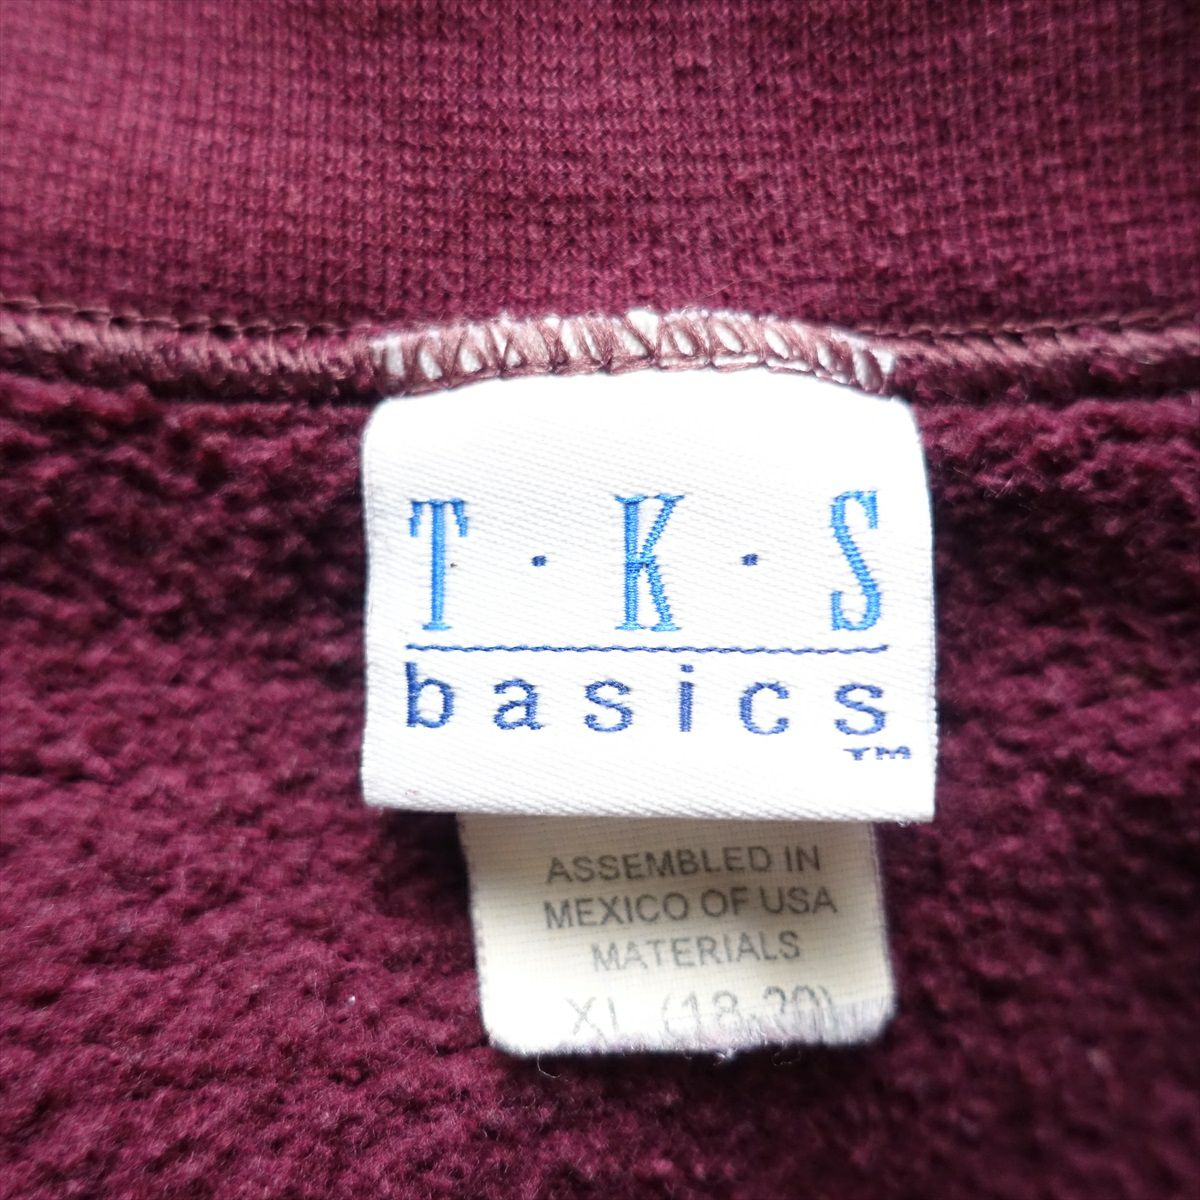 T·K·S
basics
TM
ASSEMBLED IN
MEXICO OF USA
MATERIALS
XL (18-20)